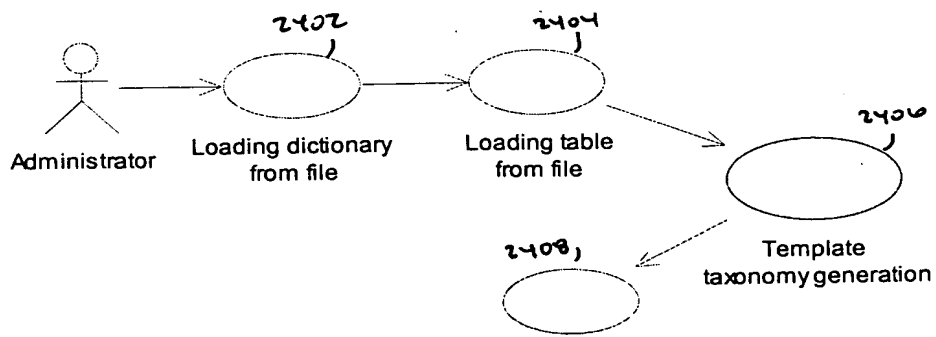 2402
2404
2406
Administrator
Loading dictionary
from file
Loading table
from file
2408
Template
taxonomy generation